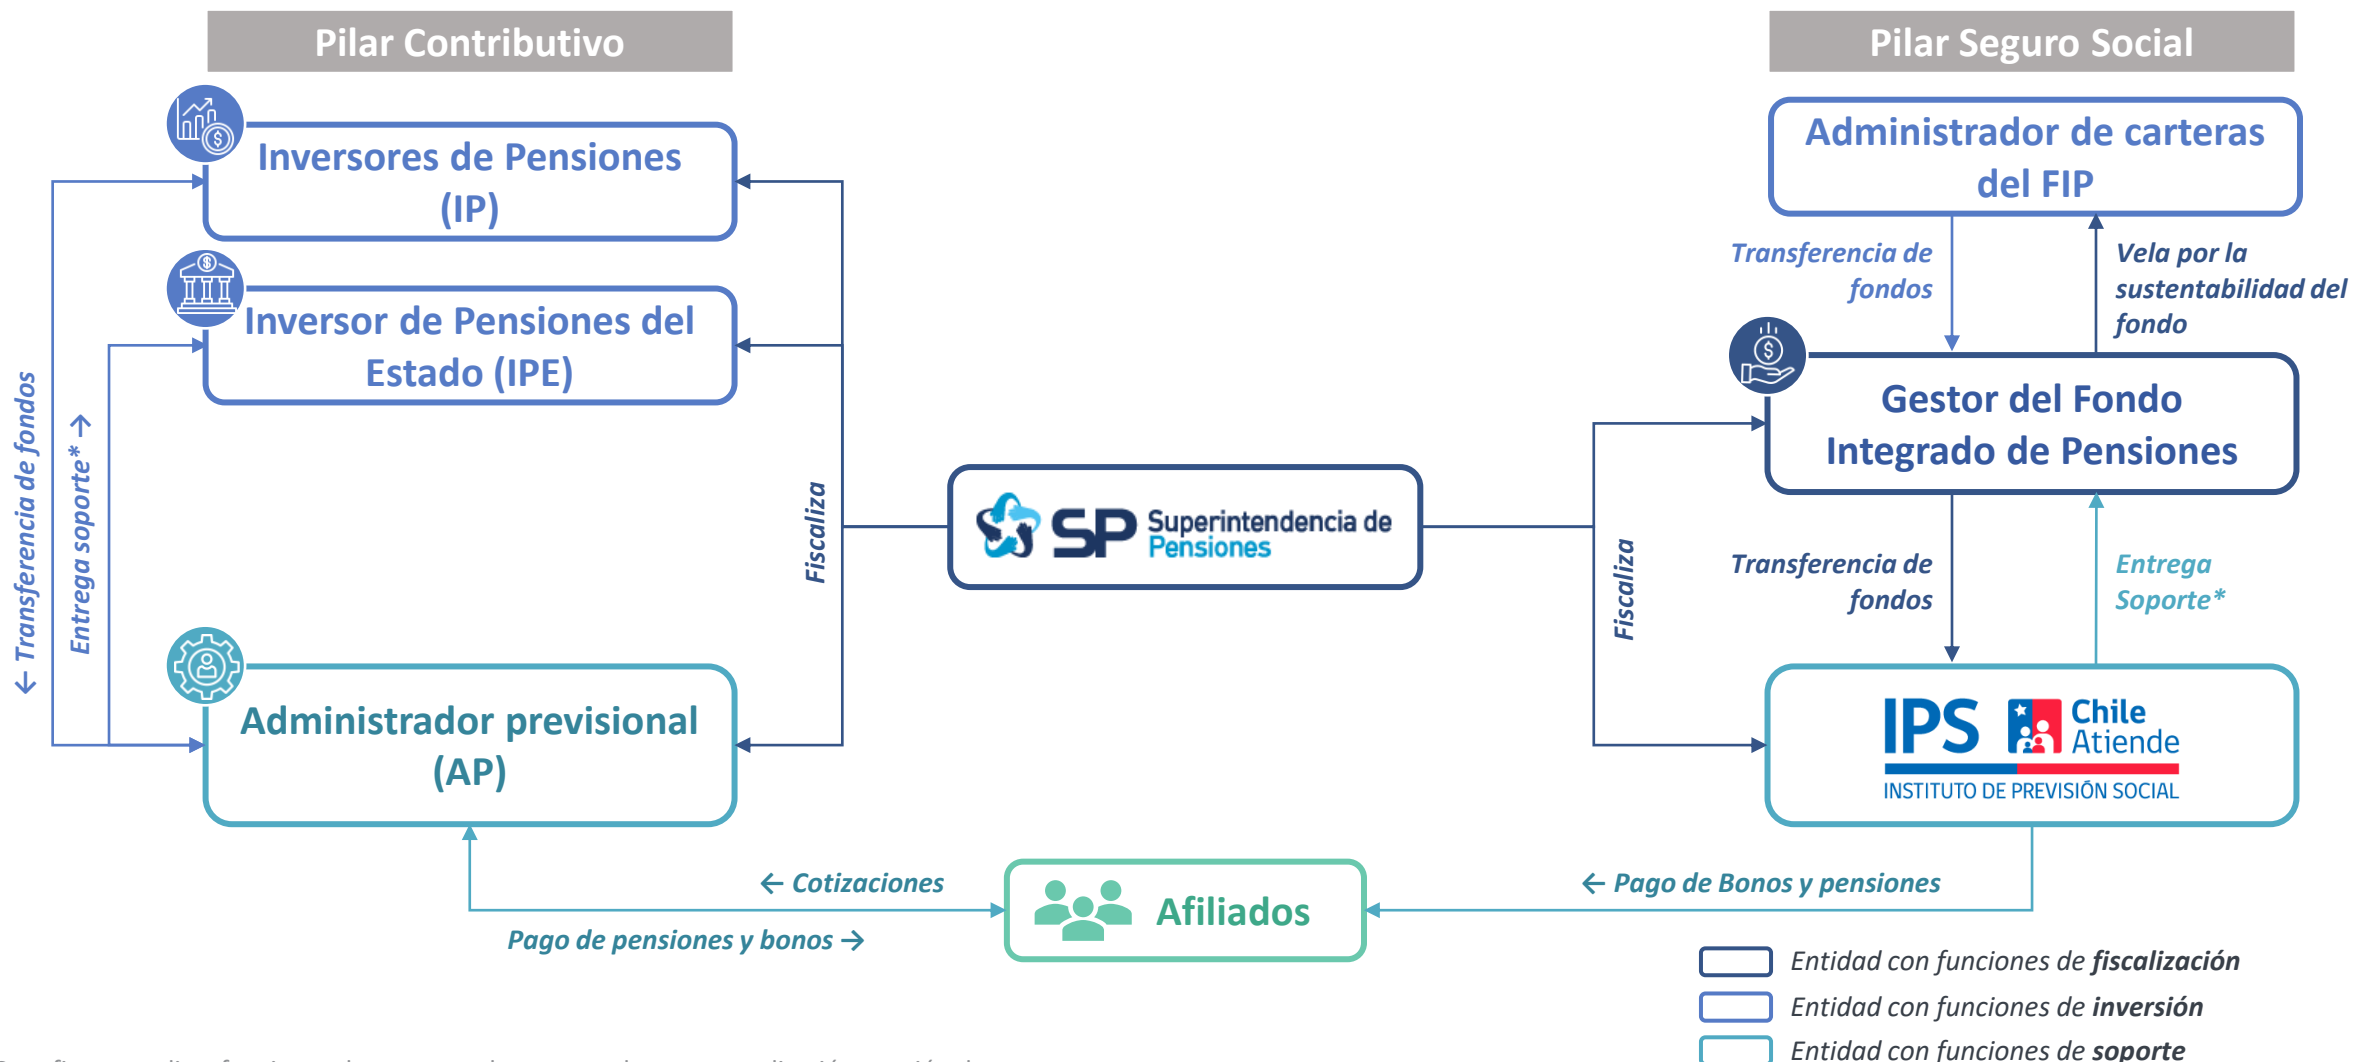 Pilar Contributivo
Pilar Seguro Social
Inversores de Pensiones
(IP)
Inversor de Pensiones del
Estado (IPE)
← Transferencia de fondos
Entrega soporte* →
Administrador previsional
(AP)
Fiscaliza
SP Superintendencia de
Pensiones
Fiscaliza
Administrador de carteras
del FIP
Transferencia de
fondos
Vela por la
sustentabilidad del
fondo
Gestor del Fondo
Integrado de Pensiones
Transferencia de
fondos
Entrega
Soporte*
IPS Chile
Atiende
INSTITUTO DE PREVISIÓN SOCIAL
← Cotizaciones
Pago de pensiones y bonos →
Afiliados
← Pago de Bonos y pensiones
Entidad con funciones de fiscalización
Entidad con funciones de inversión
Entidad con funciones de soporte